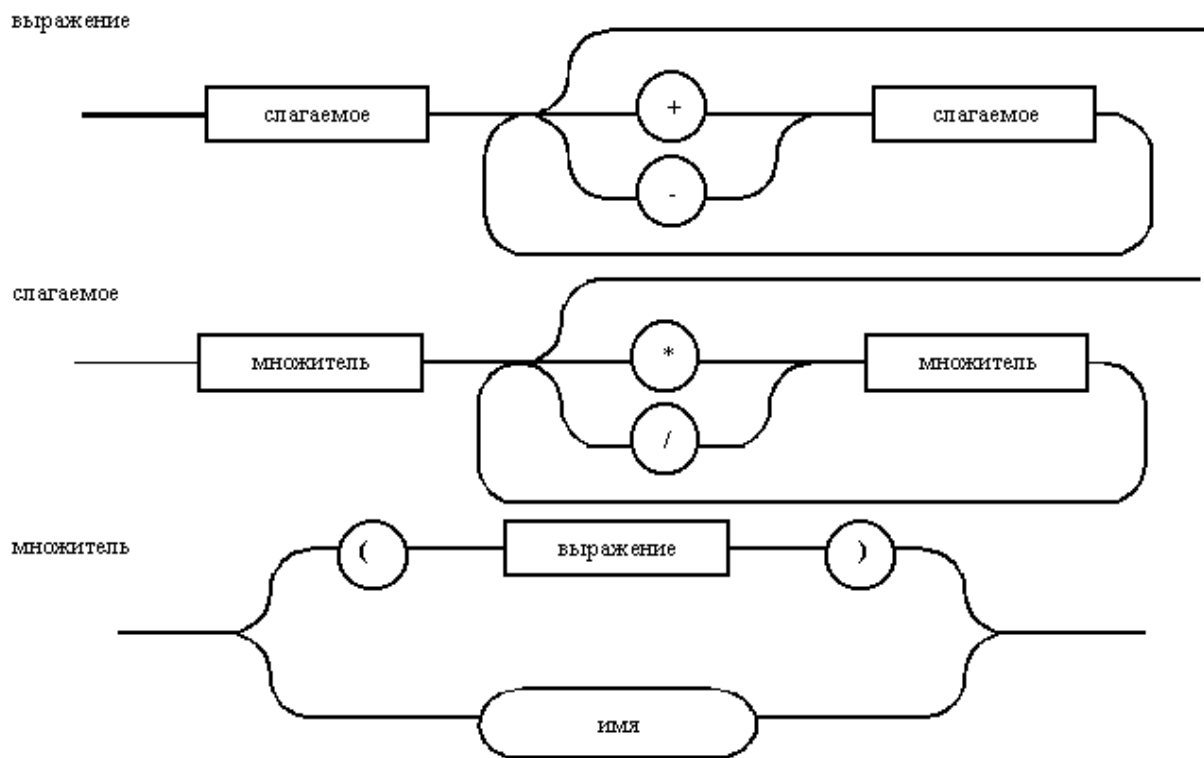 выражение
слагаемое + слагаемое
-
слагаемое
множитель * множитель
/
множитель ( выражение )
имя